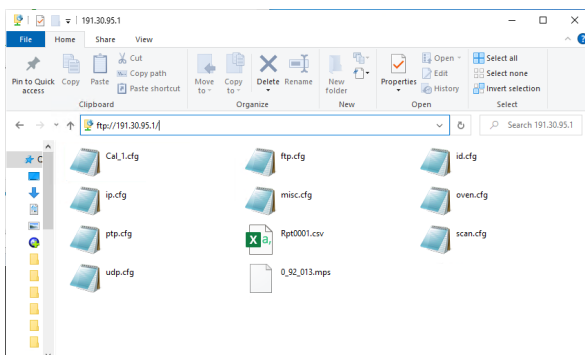 191.30.95.1
File Home Share View
Pin to Quick access
Copy
Paste
Cut
Copy path
Paste shortcut
Clipboard
Move to
Copy to
Delete
Rename
Organize
New folder
New
Properties
Open
Edit
History
Open
Select all
Select none
Invert selection
Select
ftp://191.30.95.1/
Search 191.30.95.1
C
Cal_1.cfg
ftp.cfg
id.cfg
ip.cfg
misc.cfg
oven.cfg
ptp.cfg
Rpt0001.csv
scan.cfg
udp.cfg
0_92_013.mps